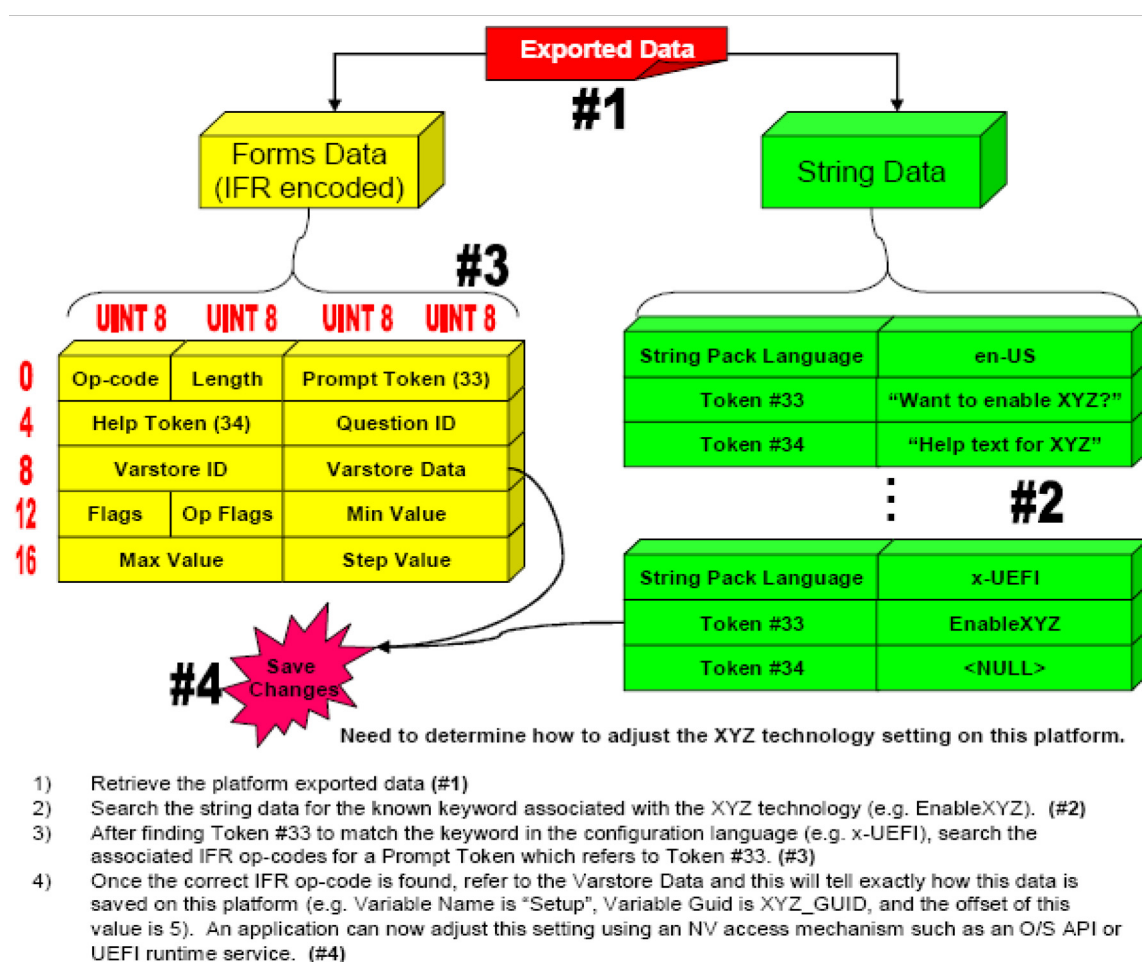 Exported Data
#1
Forms Data
(IFR encoded)
String Data
#3
UINT 8 UINT 8 UINT 8 UINT 8
0 Op-code Length Prompt Token (33)
4 Help Token (34) Question ID
8 Varstore ID Varstore Data
12 Flags Op Flags Min Value
16 Max Value Step Value
String Pack Language en-US
Token #33 “Want to enable XYZ?”
Token #34 “Help text for XYZ”
#2
String Pack Language x-UEFI
Token #33 EnableXYZ
Token #34 <NULL>
#4
Save
Changes
Need to determine how to adjust the XYZ technology setting on this platform.
1) Retrieve the platform exported data (#1)
2) Search the string data for the known keyword associated with the XYZ technology (e.g. EnableXYZ). (#2)
3) After finding Token #33 to match the keyword in the configuration language (e.g. x-UEFI), search the
associated IFR op-codes for a Prompt Token which refers to Token #33. (#3)
4) Once the correct IFR op-code is found, refer to the Varstore Data and this will tell exactly how this data is
saved on this platform (e.g. Variable Name is “Setup”, Variable Guid is XYZ_GUID, and the offset of this
value is 5). An application can now adjust this setting using an NV access mechanism such as an O/S API or
UEFI runtime service. (#4)